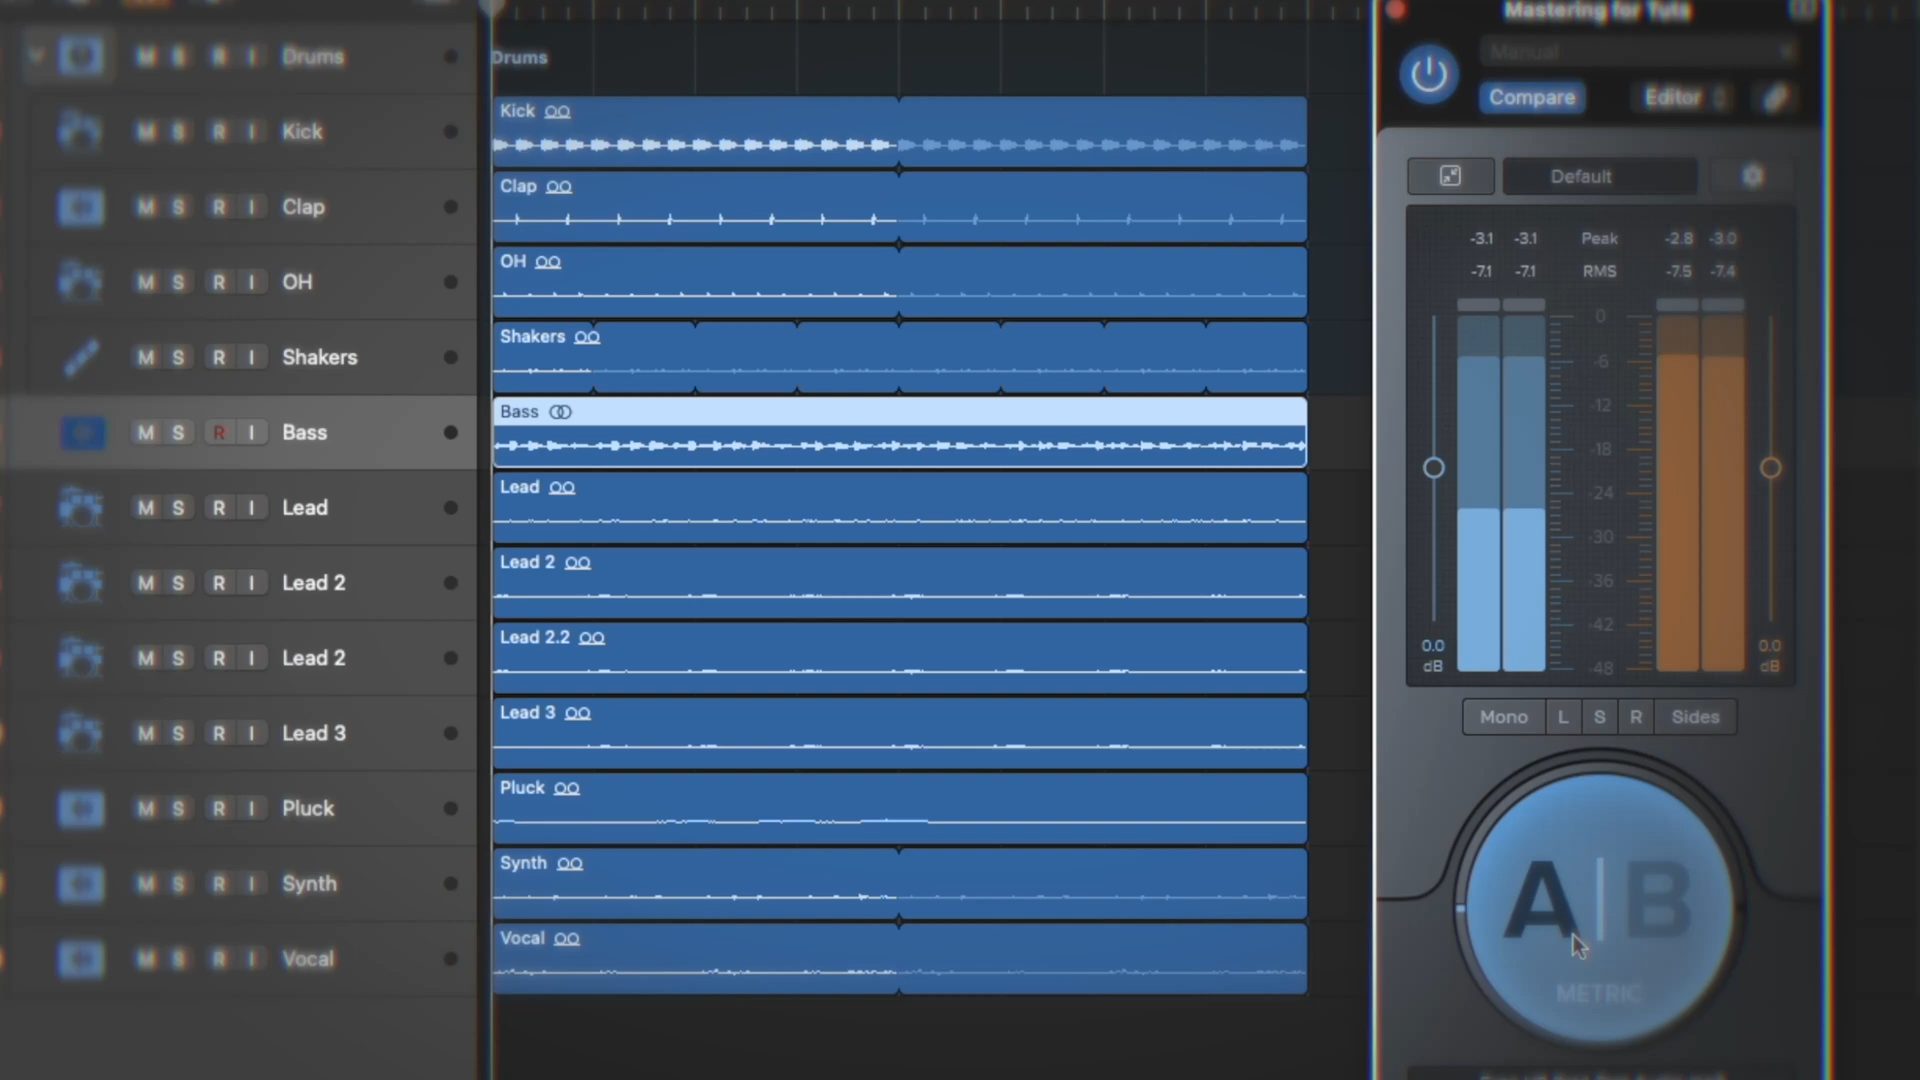 M S R I Drums
M S R I Kick
M S R I Clap
M S R I OH
M S R I Shakers
M S R I Bass
M S R I Lead
M S R I Lead 2
M S R I Lead 2
M S R I Lead 3
M S R I Pluck
M S R I Synth
M S R I Vocal
Drums
Kick
Clap
OH
Shakers
Bass
Lead
Lead 2
Lead 2.2
Lead 3
Pluck
Synth
Vocal
Mastering for Tuts
Manual
Compare Editor
Default
-3.1 -3.1 Peak -2.8 -3.0
-7.1 -7.1 RMS -7.5 -7.4
0
-6
-12
-18
-24
-30
-36
-42
-48
0.0 dB
0.0 dB
Mono L S R Sides
A|B
METRIC